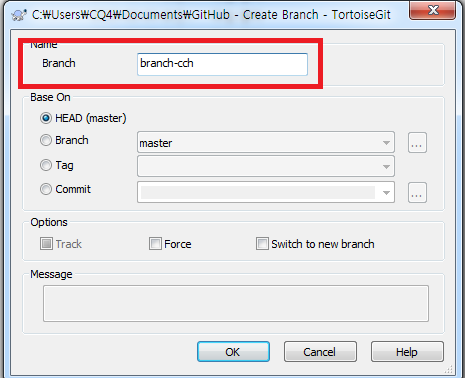 C:₩Users₩CQ4₩Documents₩GitHub - Create Branch - TortoiseGit
Name
Branch branch-cch
Base On
HEAD (master)
Branch master ...
Tag
Commit ...
Options
Track Force Switch to new branch
Message
OK Cancel Help